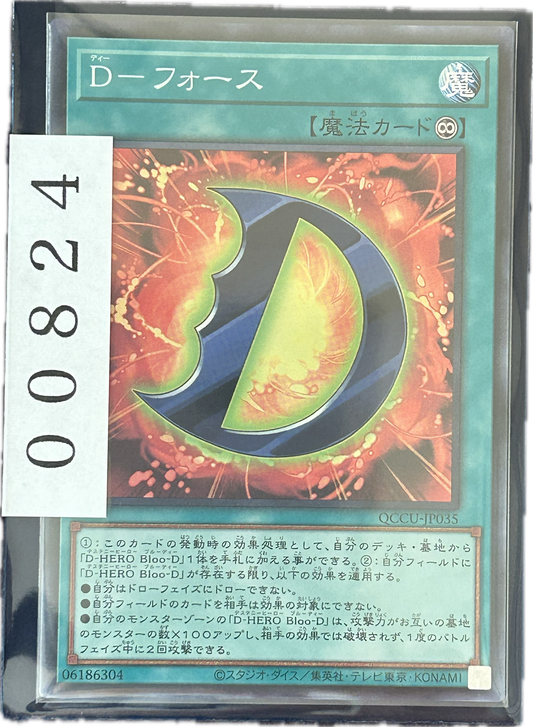 D－フォース
魔
【魔法カード∞】
00824
QCCU-JP035
①：このカードの発動時の効果処理として、自分のデッキ・墓地から
「D-HERO Bloo-D」1体を手札に加える事ができる。②：自分フィールドに
「D-HERO Bloo-D」が存在する限り、以下の効果を適用する。
●自分はドローフェイズにドローできない。
●自分フィールドのカードを相手は効果の対象にできない。
●自分のモンスターゾーンの「D-HERO Bloo-D」は、攻撃力がお互いの墓地
のモンスターの数×100アップし、相手の効果では破壊されず、1度のバトル
フェイズ中に2回攻撃できる。
06186304
©スタジオ・ダイス／集英社・テレビ東京・KONAMI